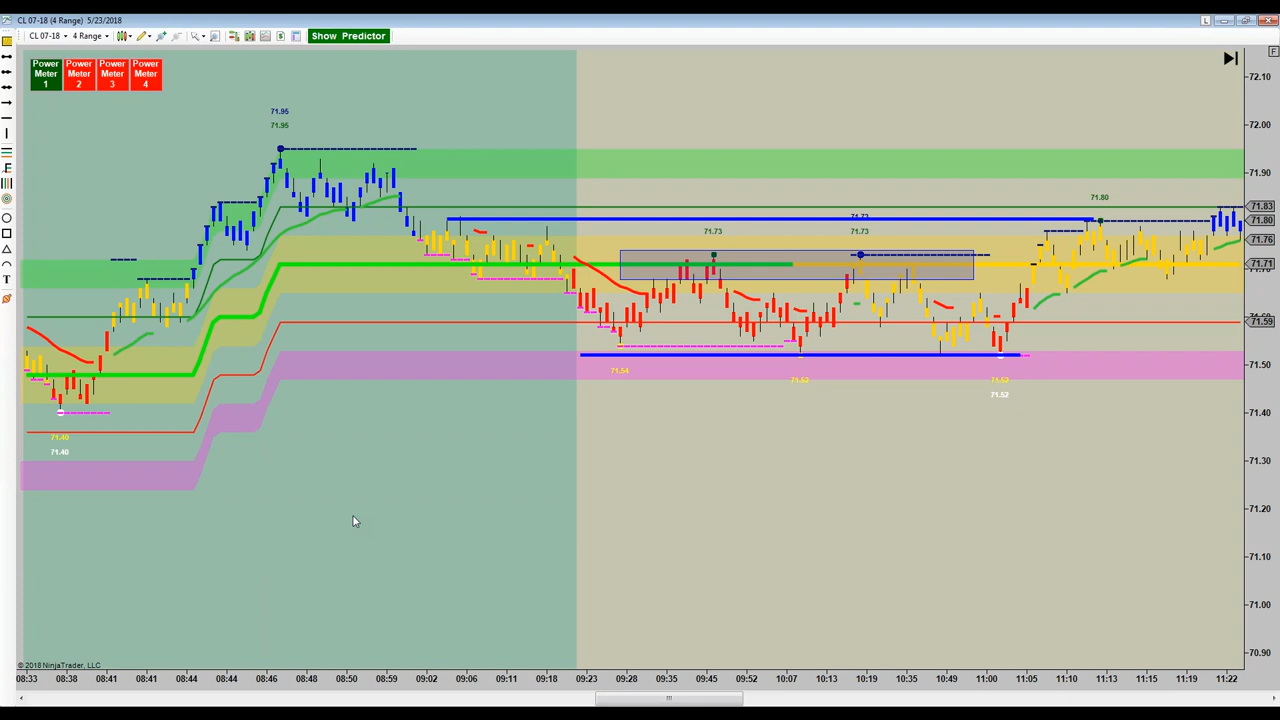 CL 07-18 (4 Range) 5/23/2018
L
CL 07-18 4 Range $ Show Predictor
F
Power Meter 1
Power Meter 2
Power Meter 3
Power Meter 4
72.10
72.00
71.95
71.95
71.90
71.80
71.83
71.80
71.73
71.73
71.73
71.76
71.71
71.59
71.50
71.54
71.52
71.52
71.52
71.40
71.40
71.40
71.30
71.20
71.10
71.00
70.90
T
© 2018 NinjaTrader, LLC
08:33 08:38 08:41 08:41 08:44 08:44 08:46 08:48 08:50 09:02 09:06 09:11 09:18 09:23 09:28 09:35 09:45 09:52 10:07 10:13 10:19 10:35 10:49 11:00 11:05 11:10 11:13 11:15 11:19 11:22